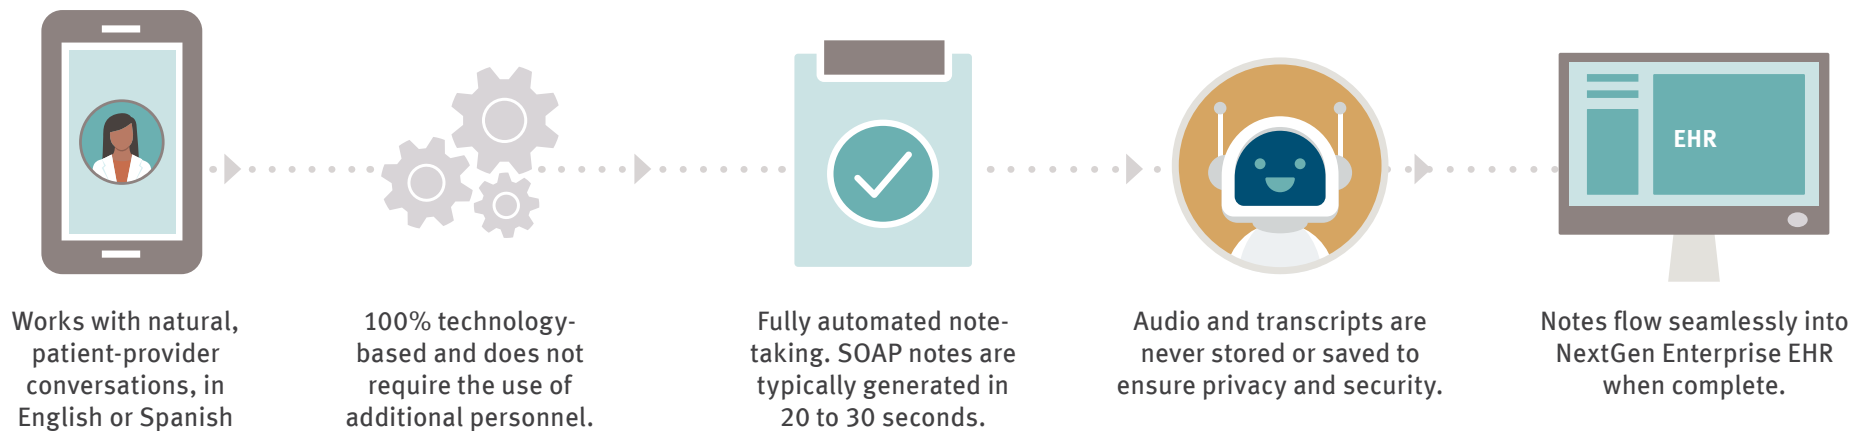 EHR
Works with natural,
patient-provider
conversations, in
English or Spanish
100% technology-
based and does not
require the use of
additional personnel.
Fully automated note-
taking. SOAP notes are
typically generated in
20 to 30 seconds.
Audio and transcripts are
never stored or saved to
ensure privacy and security.
Notes flow seamlessly into
NextGen Enterprise EHR
when complete.